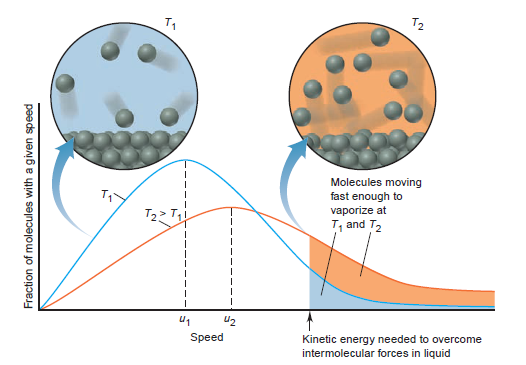 T1
T2
Fraction of molecules with a given speed
T1
T2 > T1
Molecules moving
fast enough to
vaporize at
T1 and T2
u1
u2
Speed
Kinetic energy needed to overcome
intermolecular forces in liquid